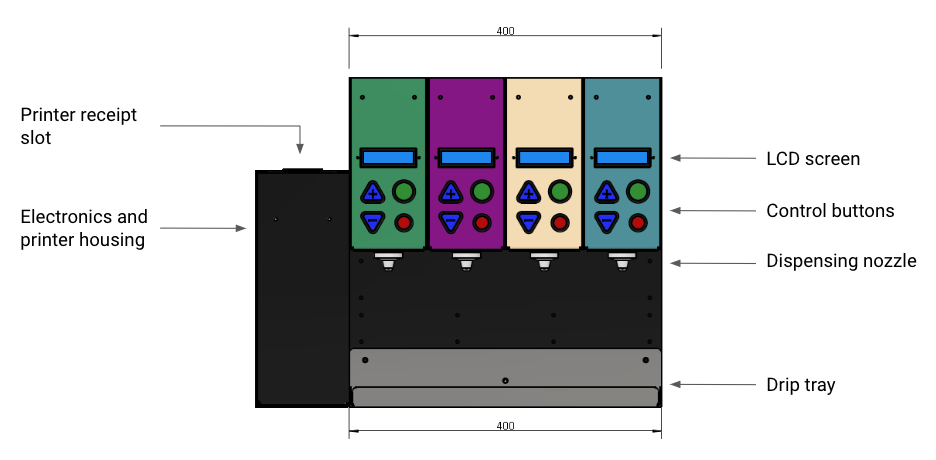 400
Printer receipt
slot
LCD screen
Electronics and
printer housing
Control buttons
Dispensing nozzle
Drip tray
400